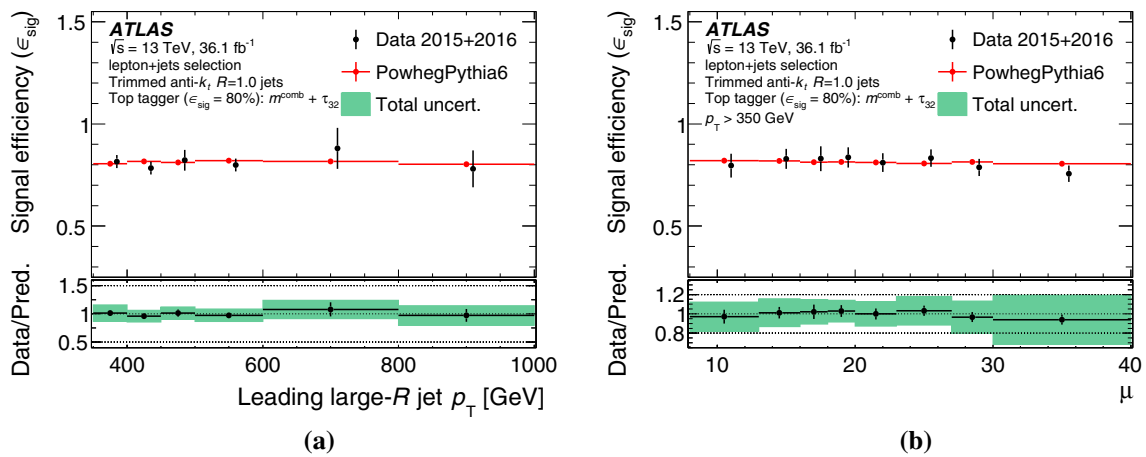 Signal efficiency (ϵsig)
1.5
1
0.5
ATLAS
√s = 13 TeV, 36.1 fb-1
lepton+jets selection
Trimmed anti-kt R=1.0 jets
Top tagger (ϵsig = 80%): mcomb + τ32
Data 2015+2016
PowhegPythia6
Total uncert.
Data/Pred.
1.5
1.0
0.5
400 600 800 1000
Leading large-R jet pT [GeV]
(a)
Signal efficiency (ϵsig)
1.5
1
0.5
ATLAS
√s = 13 TeV, 36.1 fb-1
lepton+jets selection
Trimmed anti-kt R=1.0 jets
Top tagger (ϵsig = 80%): mcomb + τ32
pT > 350 GeV
Data 2015+2016
PowhegPythia6
Total uncert.
Data/Pred.
1.2
1.0
0.8
10 20 30 40
μ
(b)